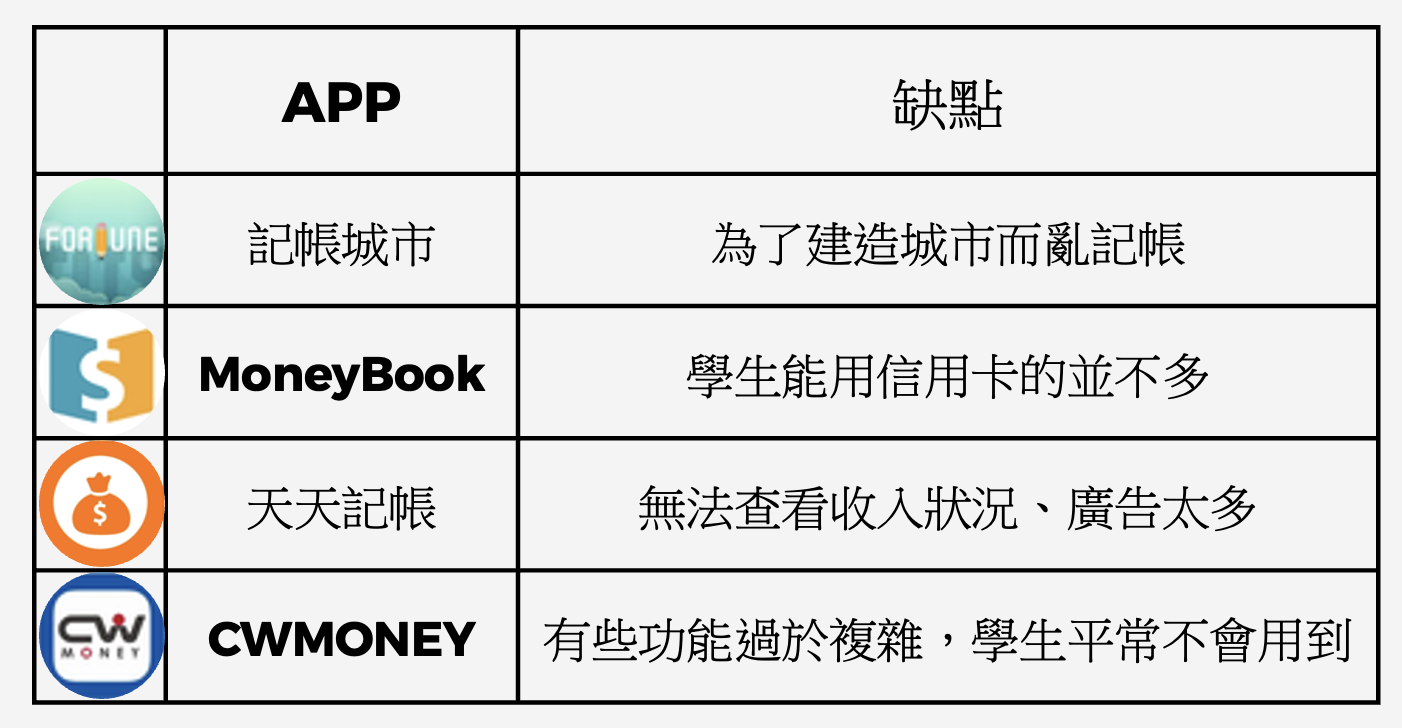 APP
缺點
FORTUNE
記帳城市
為了建造城市而亂記帳
$
MoneyBook
學生能用信用卡的並不多
$
天天記帳
無法查看收入狀況、廣告太多
CW
MONEY
CWMONEY
有些功能過於複雜，學生平常不會用到